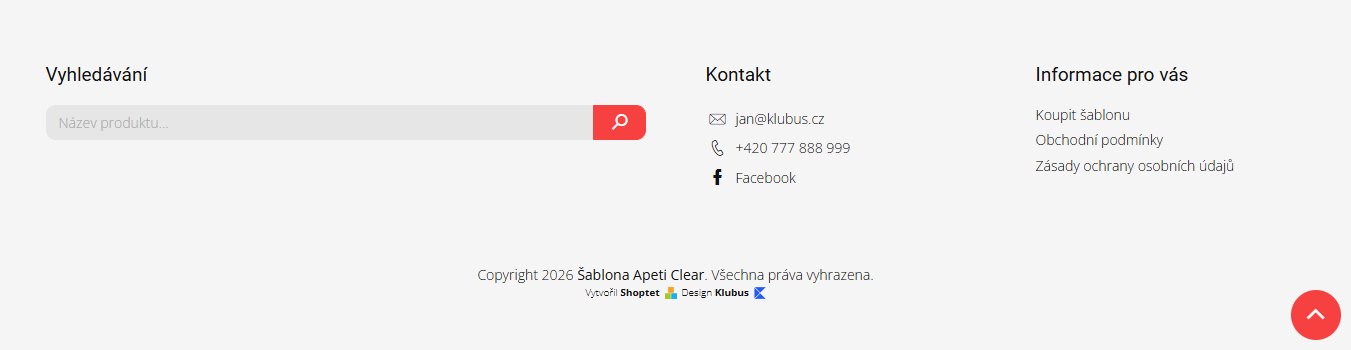 Vyhledávání
Název produktu...
Kontakt
jan@klubus.cz
+420 777 888 999
Facebook
Informace pro vás
Koupit šablonu
Obchodní podmínky
Zásady ochrany osobních údajů
Copyright 2026 Šablona Apeti Clear. Všechna práva vyhrazena.
Vytvořil Shoptet Design Klubus